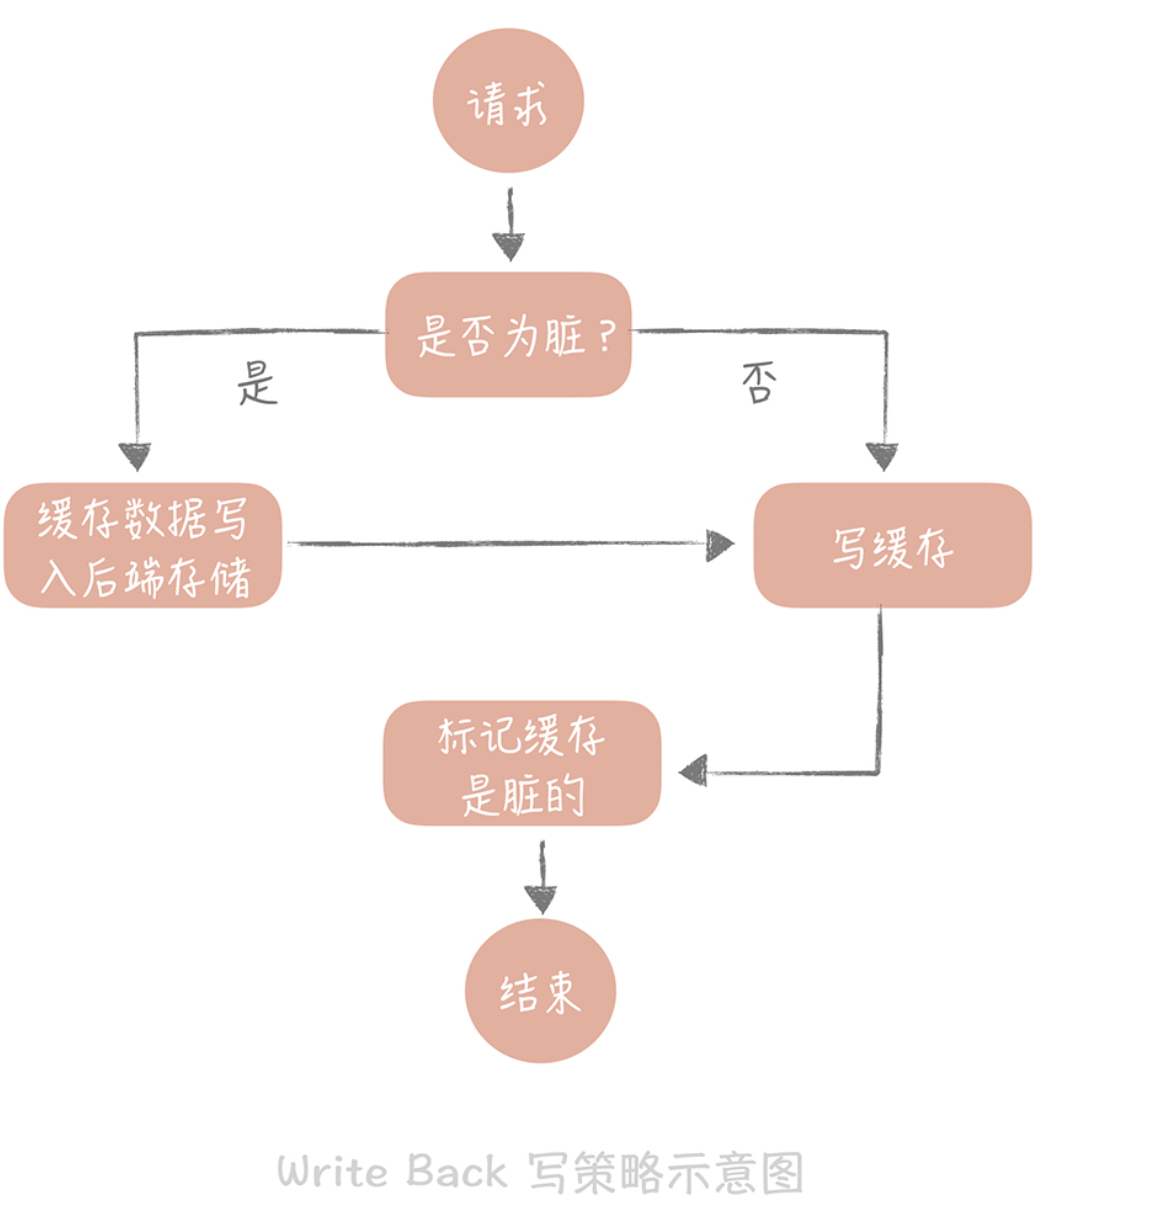 请求
是否为脏？
是
否
缓存数据写
入后端存储
写缓存
标记缓存
是脏的
结束
Write Back 写策略示意图